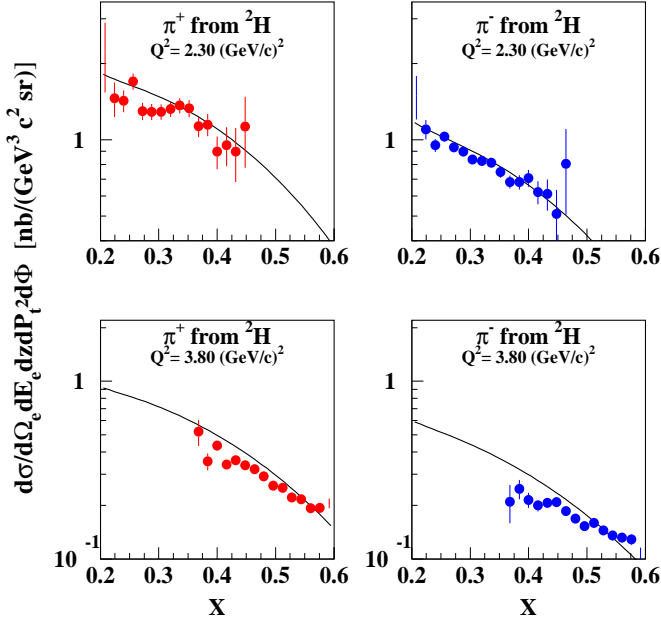 π⁺ from ²H
Q²= 2.30 (GeV/c)²
π⁻ from ²H
Q²= 2.30 (GeV/c)²
1
1
0.2 0.3 0.4 0.5 0.6
0.2 0.3 0.4 0.5 0.6
dσ/dΩₑdEₑdzdPₜ²dΦ [nb/(GeV³ c² sr)]
π⁺ from ²H
Q²= 3.80 (GeV/c)²
π⁻ from ²H
Q²= 3.80 (GeV/c)²
1
1
10⁻¹
10⁻¹
0.2 0.3 0.4 0.5 0.6
0.2 0.3 0.4 0.5 0.6
X
X